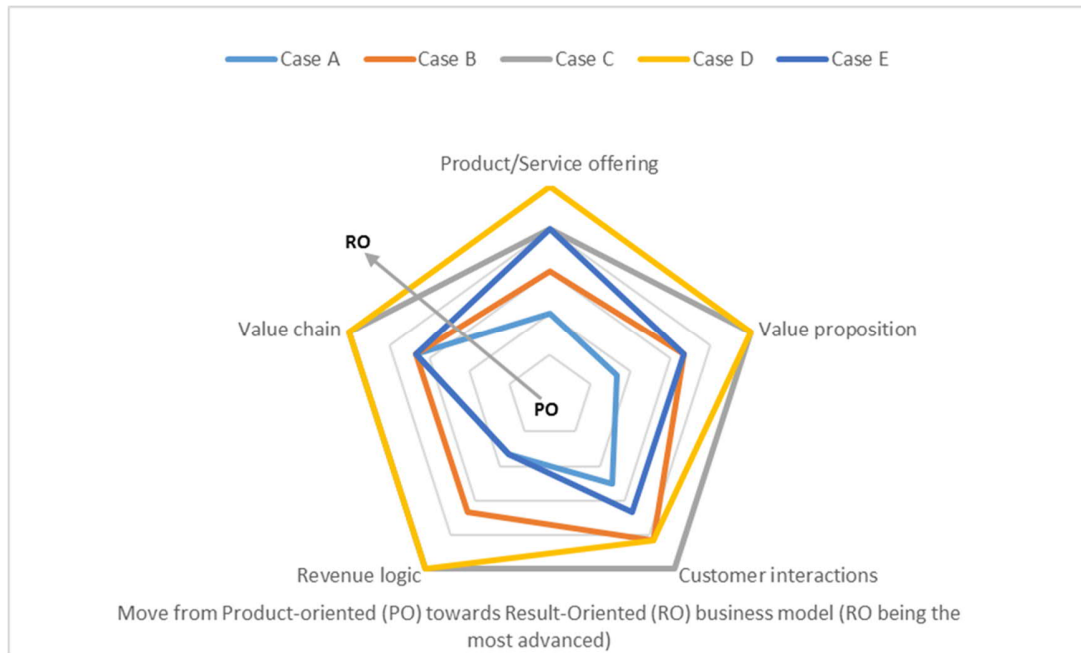 Case A Case B Case C Case D Case E
Product/Service offering
RO
Value chain
Value proposition
PO
Revenue logic
Customer interactions
Move from Product-oriented (PO) towards Result-Oriented (RO) business model (RO being the
most advanced)